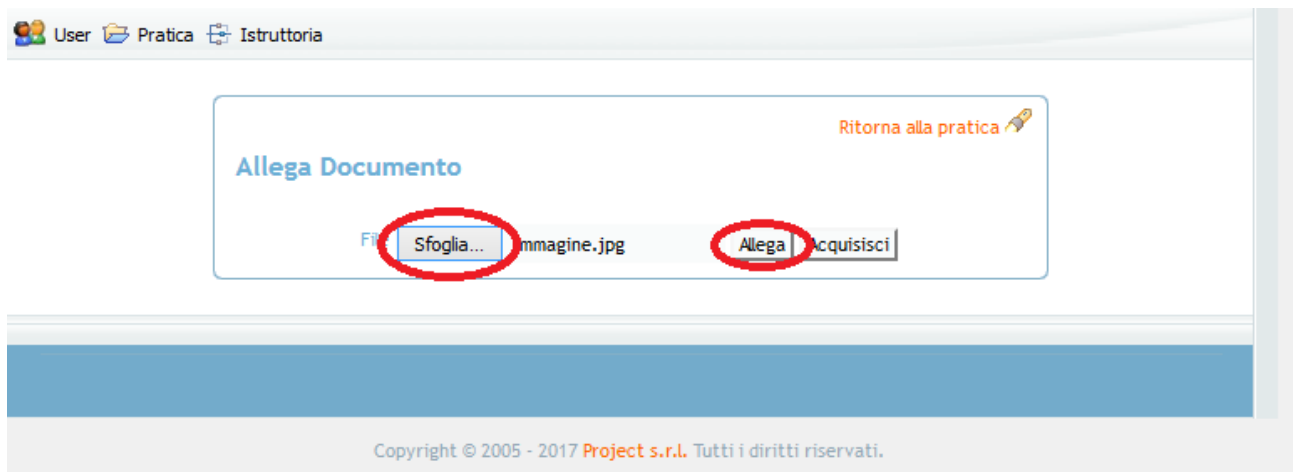 User Pratica Istruttoria
Ritorna alla pratica
Allega Documento
Sfoglia... mmagine.jpg Allega Acquisisci
Copyright © 2005 - 2017 Project s.r.l. Tutti i diritti riservati.